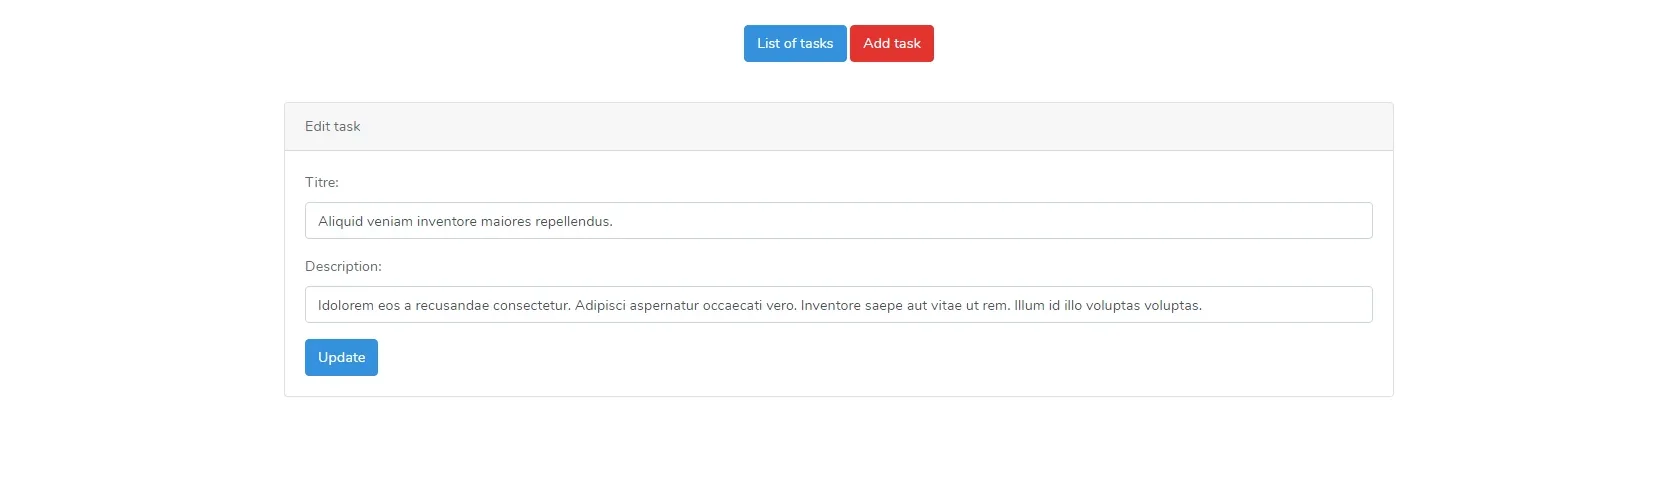 List of tasks Add task
Edit task
Titre:
Aliquid veniam inventore maiores repellendus.
Description:
Idolorem eos a recusandae consectetur. Adipisci aspernatur occaecati vero. Inventore saepe aut vitae ut rem. Illum id illo voluptas voluptas.
Update